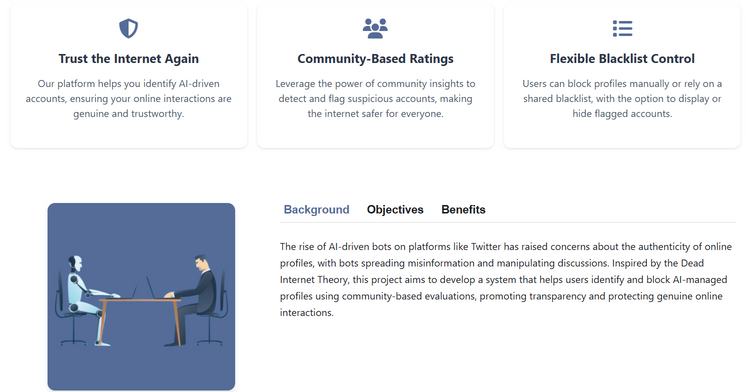 Trust the Internet Again
Our platform helps you identify AI-driven
accounts, ensuring your online interactions are
genuine and trustworthy.
Community-Based Ratings
Leverage the power of community insights to
detect and flag suspicious accounts, making
the internet safer for everyone.
Flexible Blacklist Control
Users can block profiles manually or rely on a
shared blacklist, with the option to display or
hide flagged accounts.
Background Objectives Benefits
The rise of AI-driven bots on platforms like Twitter has raised concerns about the authenticity of online
profiles, with bots spreading misinformation and manipulating discussions. Inspired by the Dead
Internet Theory, this project aims to develop a system that helps users identify and block AI-managed
profiles using community-based evaluations, promoting transparency and protecting genuine online
interactions.